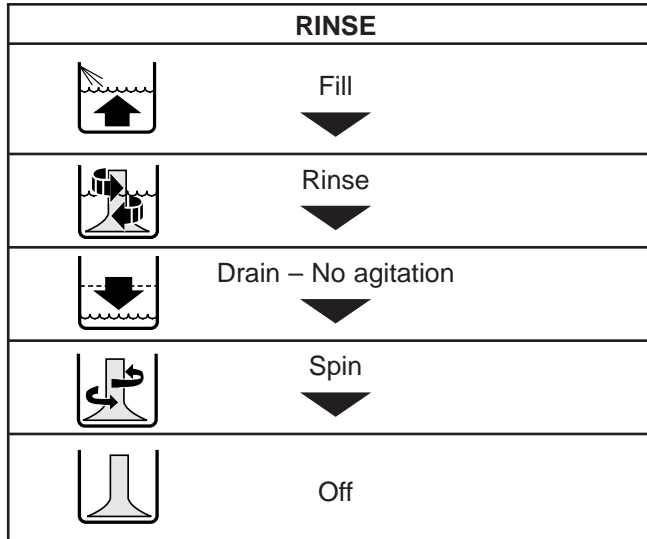 RINSE
Fill
Rinse
Drain – No agitation
Spin
Off